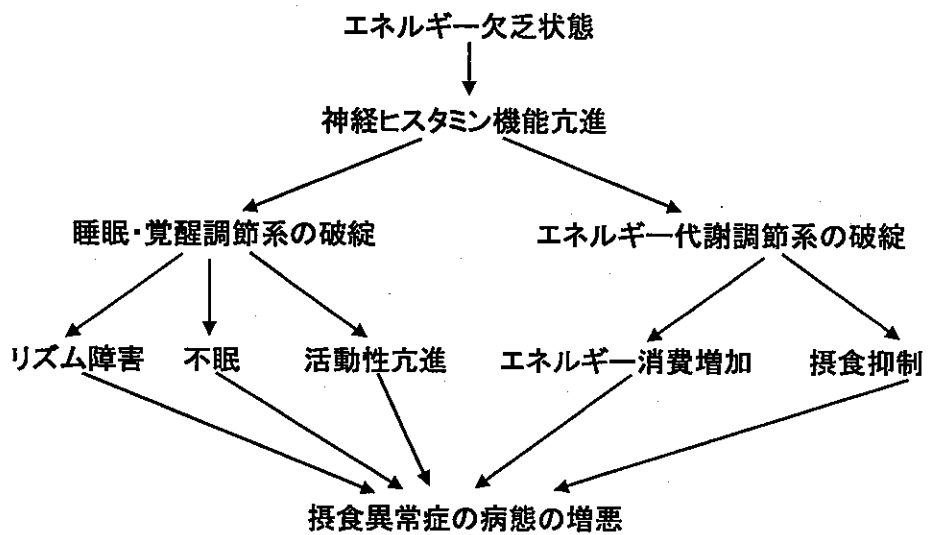 エネルギー欠乏状態
神経ヒスタミン機能亢進
睡眠・覚醒調節系の破綻
エネルギー代謝調節系の破綻
リズム障害
不眠
活動性亢進
エネルギー消費増加
摂食抑制
摂食異常症の病態の増悪